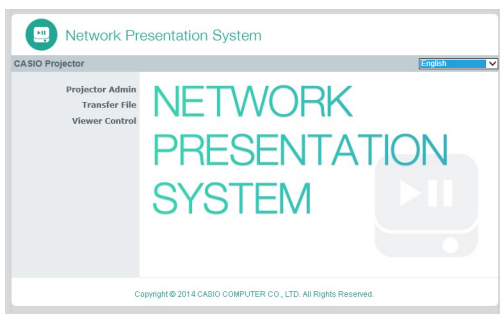 Network Presentation System
CASIO Projector
English
Projector Admin
Transfer File
Viewer Control
NETWORK
PRESENTATION
SYSTEM
Copyright © 2014 CASIO COMPUTER CO., LTD. All Rights Reserved.